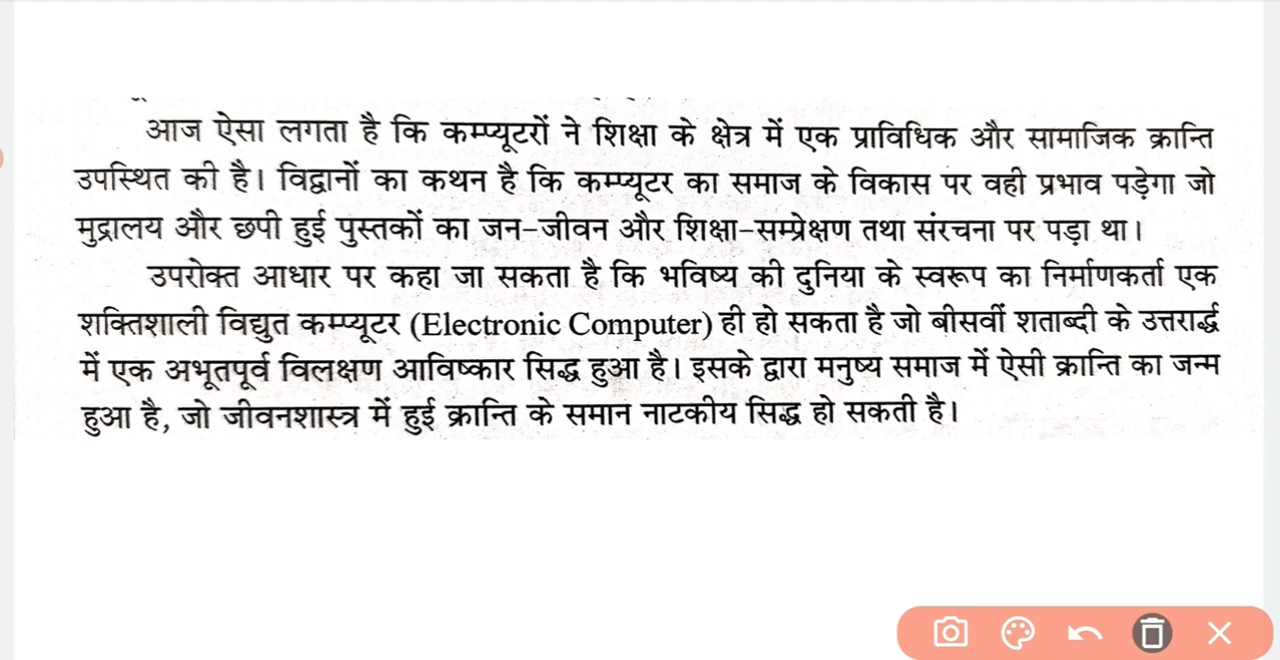 आज ऐसा लगता है कि कम्प्यूटरों ने शिक्षा के क्षेत्र में एक प्राविधिक और सामाजिक क्रान्ति
उपस्थित की है। विद्वानों का कथन है कि कम्प्यूटर का समाज के विकास पर वही प्रभाव पड़ेगा जो
मुद्रालय और छपी हुई पुस्तकों का जन-जीवन और शिक्षा-सम्प्रेक्षण तथा संरचना पर पड़ा था।
उपरोक्त आधार पर कहा जा सकता है कि भविष्य की दुनिया के स्वरूप का निर्माणकर्ता एक
शक्तिशाली विद्युत कम्प्यूटर (Electronic Computer) ही हो सकता है जो बीसवीं शताब्दी के उत्तरार्द्ध
में एक अभूतपूर्व विलक्षण आविष्कार सिद्ध हुआ है। इसके द्वारा मनुष्य समाज में ऐसी क्रान्ति का जन्म
हुआ है, जो जीवनशास्त्र में हुई क्रान्ति के समान नाटकीय सिद्ध हो सकती है।